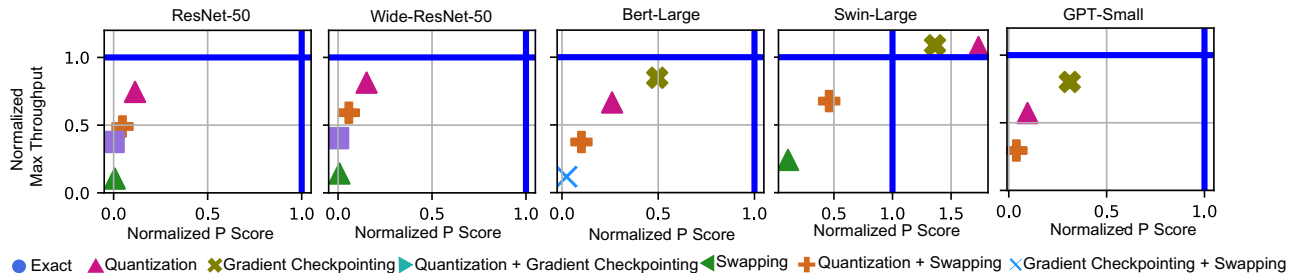 ResNet-50 Wide-ResNet-50 Bert-Large Swin-Large GPT-Small
Normalized
Max Throughput
1.0
0.5
0.0
0.0 0.5 1.0 0.0 0.5 1.0 0.0 0.5 1.0 0.0 0.5 1.0 1.5 0.0 0.5 1.0
Normalized P Score Normalized P Score Normalized P Score Normalized P Score Normalized P Score
Exact Quantization Gradient Checkpointing Quantization + Gradient Checkpointing Swapping Quantization + Swapping Gradient Checkpointing + Swapping